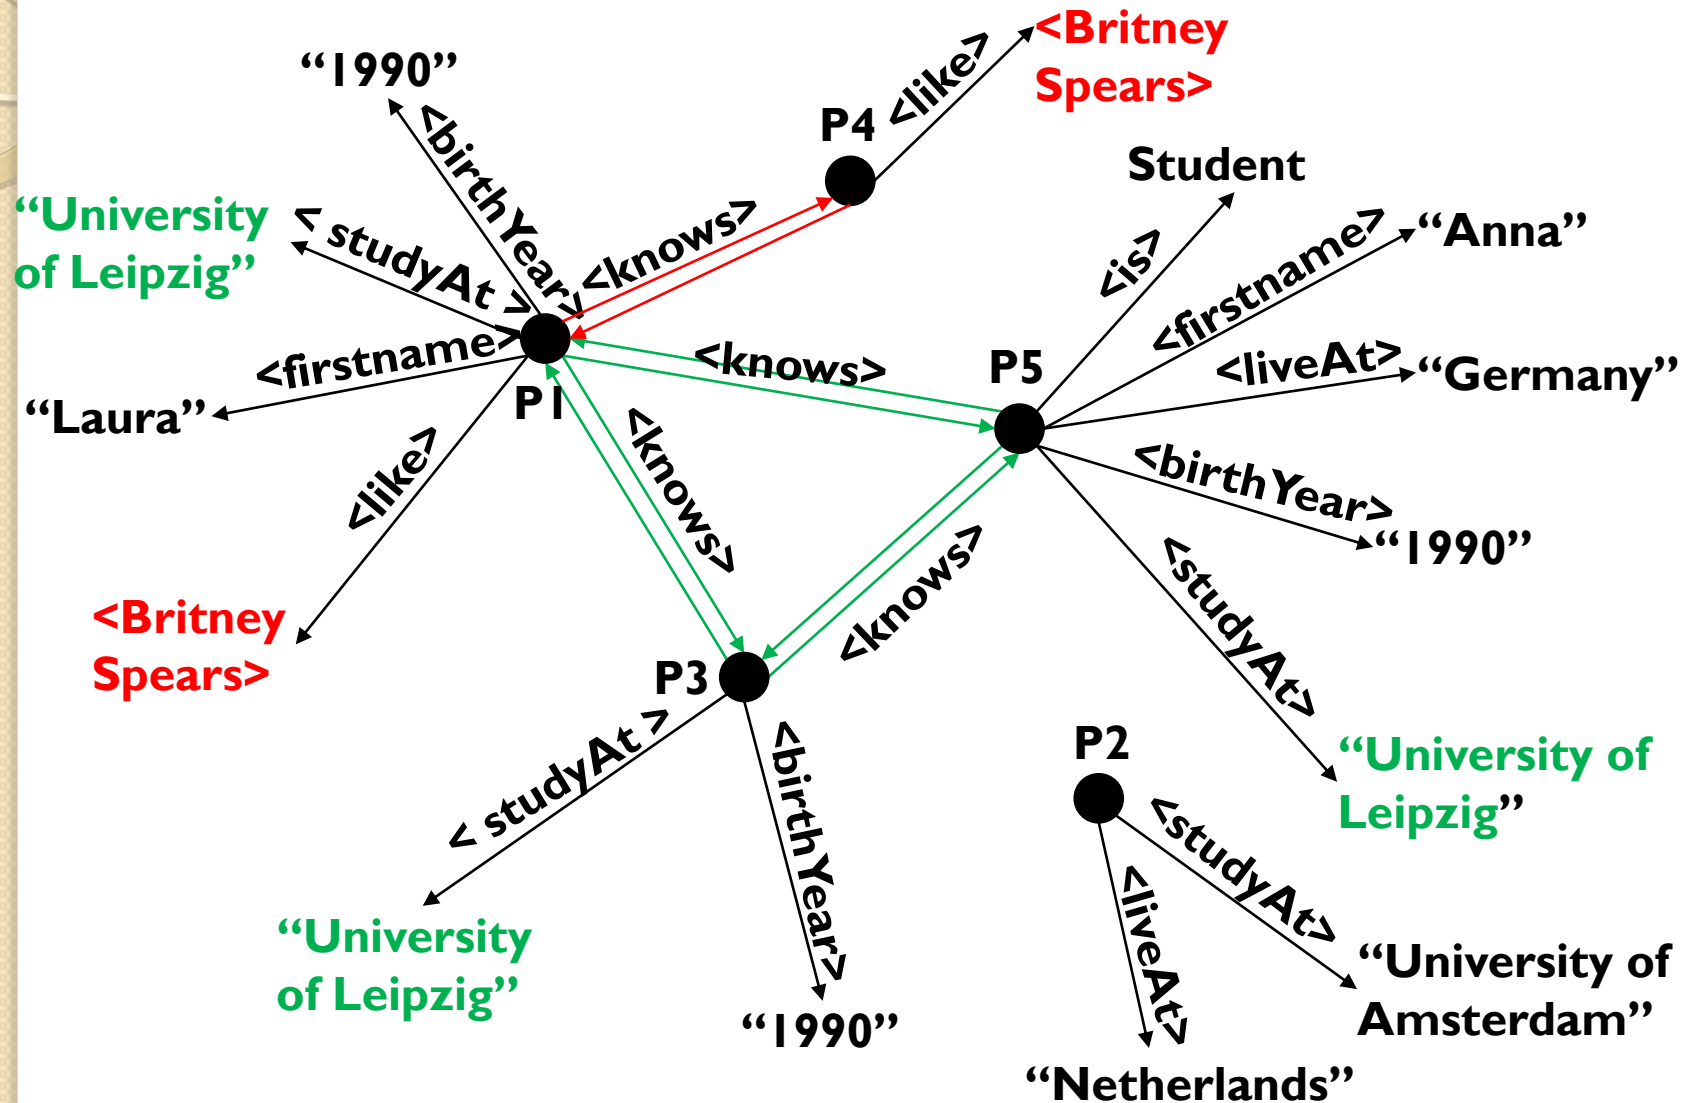 <Britney
Spears>
“1990”
<like>
P4
<birthYear>
Student
“University
of Leipzig”
< studyAt >
<knows>
<is>
<firstname>
“Anna”
<firstname>
<knows>
P5
<liveAt>
“Germany”
“Laura”
P1
<like>
<knows>
<birthYear>
“1990”
<knows>
<studyAt>
<Britney
Spears>
P3
< studyAt >
<birthYear>
P2
“University of
Leipzig”
<studyAt>
<liveAt>
“University
of Leipzig”
“University of
Amsterdam”
“1990”
“Netherlands”